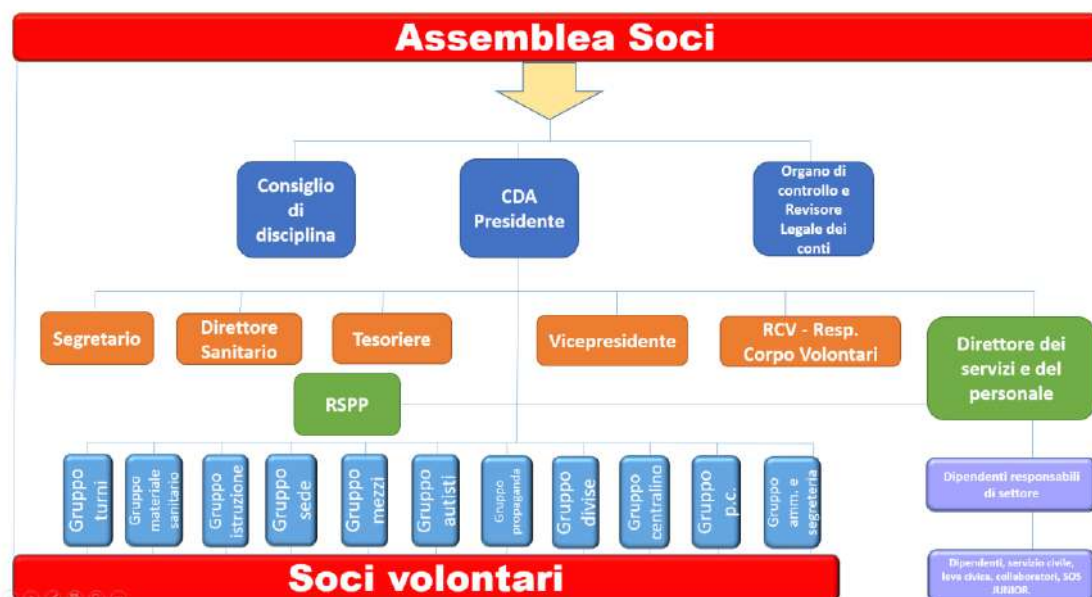 Assemblea Soci
Consiglio
di
disciplina
CDA
Presidente
Organo di
controllo e
Revisore
Legale dei
conti
Segretario
Direttore
Sanitario
Tesoriere
Vicepresidente
RCV - Resp.
Corpo Volontari
Direttore dei
servizi e del
personale
RSPP
Gruppo
turni
Gruppo
materiale
sanitario
Gruppo
istruzione
Gruppo
sede
Gruppo
mezzi
Gruppo
autisti
Gruppo
propaganda
Gruppo
divise
Gruppo
centralino
Gruppo
p.c.
Gruppo
amm. e
segreteria
Dipendenti responsabili
di settore
Soci volontari
Dipendenti, servizio civile,
leva civica, collaboratori, SOS
JUNIOR.